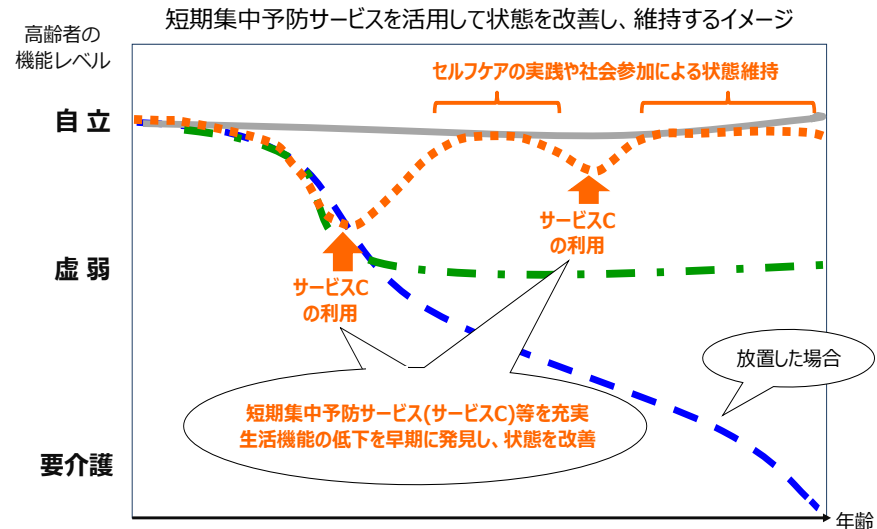 短期集中予防サービスを活用して状態を改善し、維持するイメージ
高齢者の
機能レベル
セルフケアの実践や社会参加による状態維持
自立
サービスC
の利用
虚弱
サービスC
の利用
放置した場合
短期集中予防サービス(サービスC)等を充実
生活機能の低下を早期に発見し、状態を改善
要介護
年齢